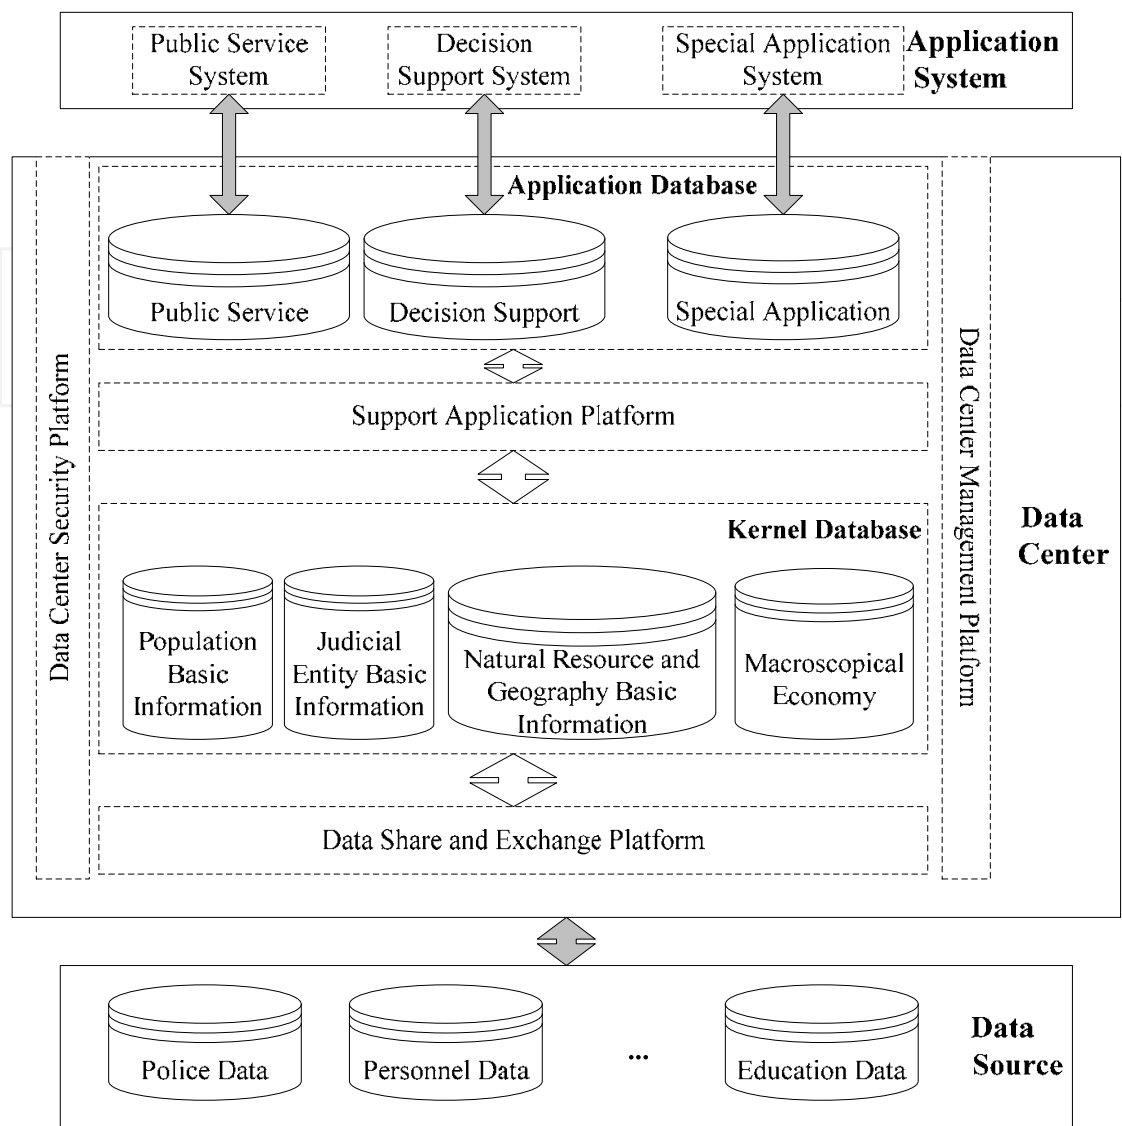 Public Service
System
Decision
Support System
Special Application
System
Application
System
Application Database
Public Service
Decision Support
Special Application
Support Application Platform
Data Center Security Platform
Data Center Management Platform
Kernel Database
Data
Center
Population
Basic
Information
Judicial
Entity Basic
Information
Natural Resource and
Geography Basic
Information
Macroscopical
Economy
Data Share and Exchange Platform
Police Data
Personnel Data
...
Education Data
Data
Source